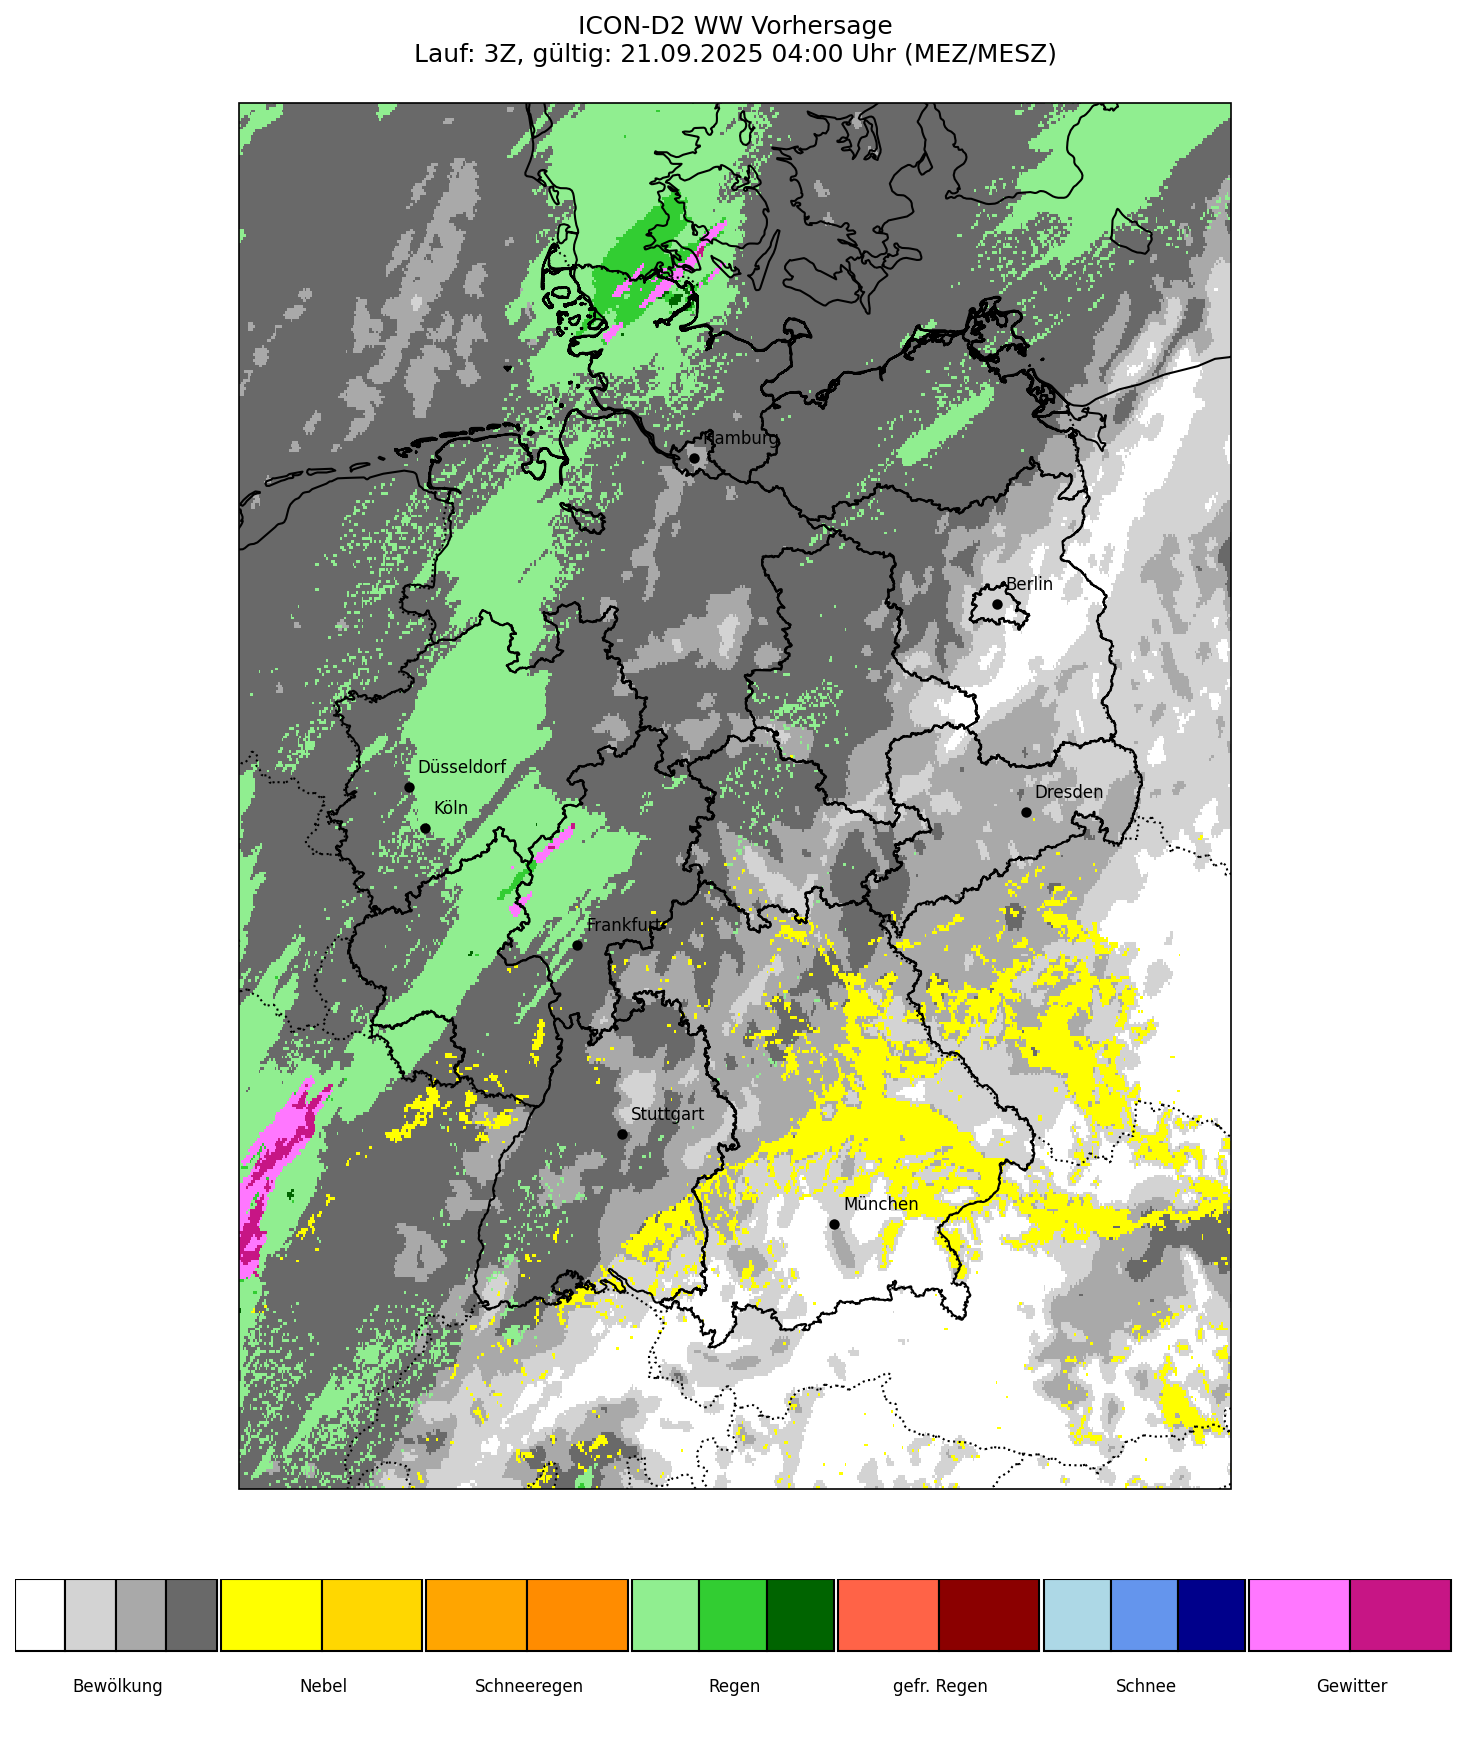 ICON-D2 WW Vorhersage
Lauf: 3Z, gültig: 21.09.2025 04:00 Uhr (MEZ/MESZ)
Hamburg
Berlin
Düsseldorf
Köln
Dresden
Frankfurt
Stuttgart
München
Bewölkung
Nebel
Schneeregen
Regen
gefr. Regen
Schnee
Gewitter